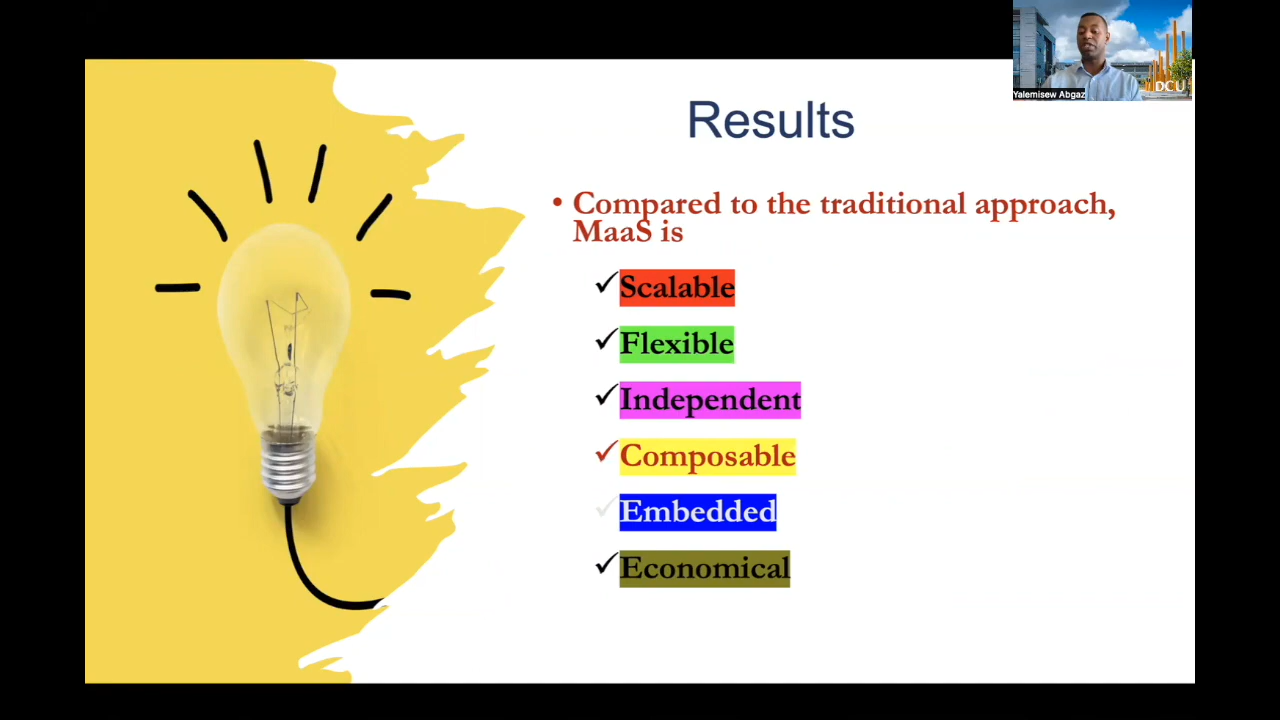 Yalemisew Abgaz
DCU
Results
• Compared to the traditional approach,
MaaS is
✓Scalable
✓Flexible
✓Independent
✓Composable
✓Embedded
✓Economical